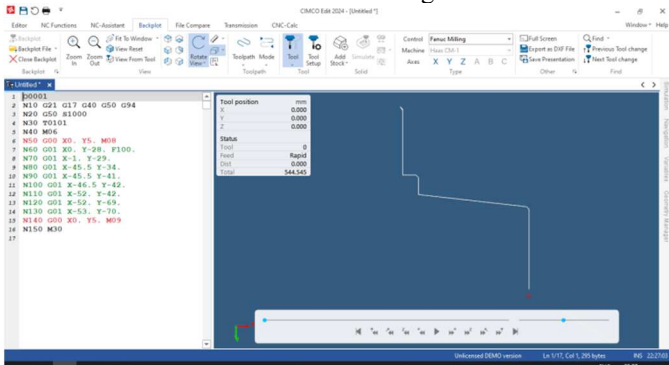 CIMCO Edit 2024 - [Untitled *]
Editor NC Functions NC-Assistant Backplot File Compare Transmission CNC-Calc Window Help
Backplot
Backplot File
Close Backplot
Backplot
Zoom In
Zoom Out
Fit To Window
View Reset
View From Tool
Rotate View
View
Toolpath Mode
Toolpath
Tool
Tool Setup
Tool
Add Stock
Simulate
Solid
Control Fanuc Milling
Machine Haas CM-1
Axes X Y Z A B C
Type
Full Screen
Export as DXF File
Save Presentation
Other
Find
Previous Tool change
Next Tool change
Find
Untitled *
1 O0001
2 N10 G21 G17 G40 G50 G94
3 N20 G50 S1000
4 N30 T0101
5 N40 M06
6 N50 G00 X0. Y5. M08
7 N60 G01 X0. Y-28. F100.
8 N70 G01 X-1. Y-29.
9 N80 G01 X-45.5 Y-34.
10 N90 G01 X-45.5 Y-41.
11 N100 G01 X-46.5 Y-42.
12 N110 G01 X-52. Y-42.
13 N120 G01 X-52. Y-69.
14 N130 G01 X-53. Y-70.
15 N140 G00 X0. Y5. M09
16 N150 M30
17
Tool position mm
X 0.000
Y 0.000
Z 0.000
Status
Tool 0
Feed Rapid
Dist 0.000
Total 544.545
Simulation
Navigation
Variables
Geometry Manager
Unlicensed DEMO version Ln 1/17, Col 1, 295 bytes INS 22:27:03